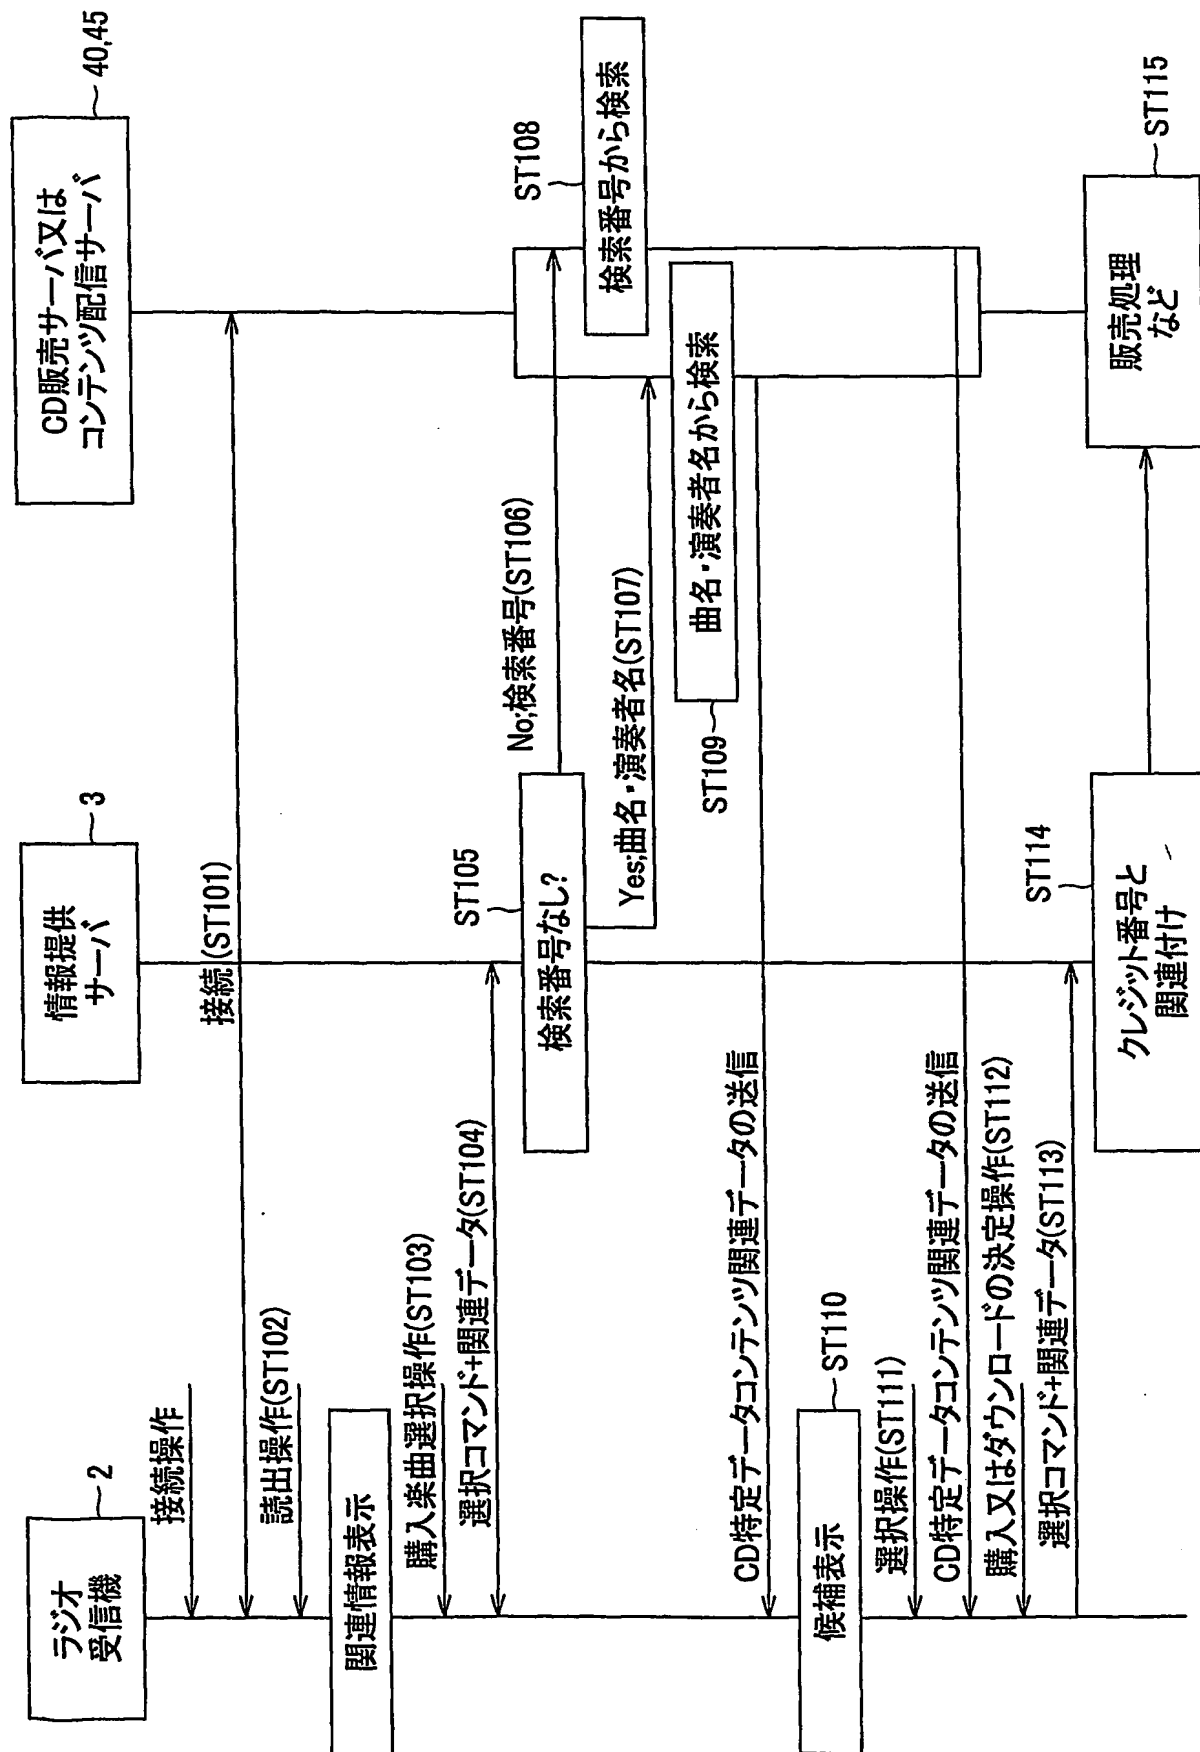 ラジオ
受信機
2
情報提供
サーバ
3
CD販売サーバ又は
コンテンツ配信サーバ
40,45
接続操作
接続(ST101)
読出操作(ST102)
関連情報表示
購入楽曲選択操作(ST103)
選択コマンド+関連データ(ST104)
検索番号なし?
ST105
No;検索番号(ST106)
Yes;曲名・演奏者名(ST107)
ST108
検索番号から検索
ST109
曲名・演奏者名から検索
CD特定データコンテンツ関連データの送信
候補表示
ST110
選択操作(ST111)
CD特定データコンテンツ関連データの送信
購入又はダウンロードの決定操作(ST112)
選択コマンド+関連データ(ST113)
ST114
クレジット番号と
関連付け
販売処理
など
ST115